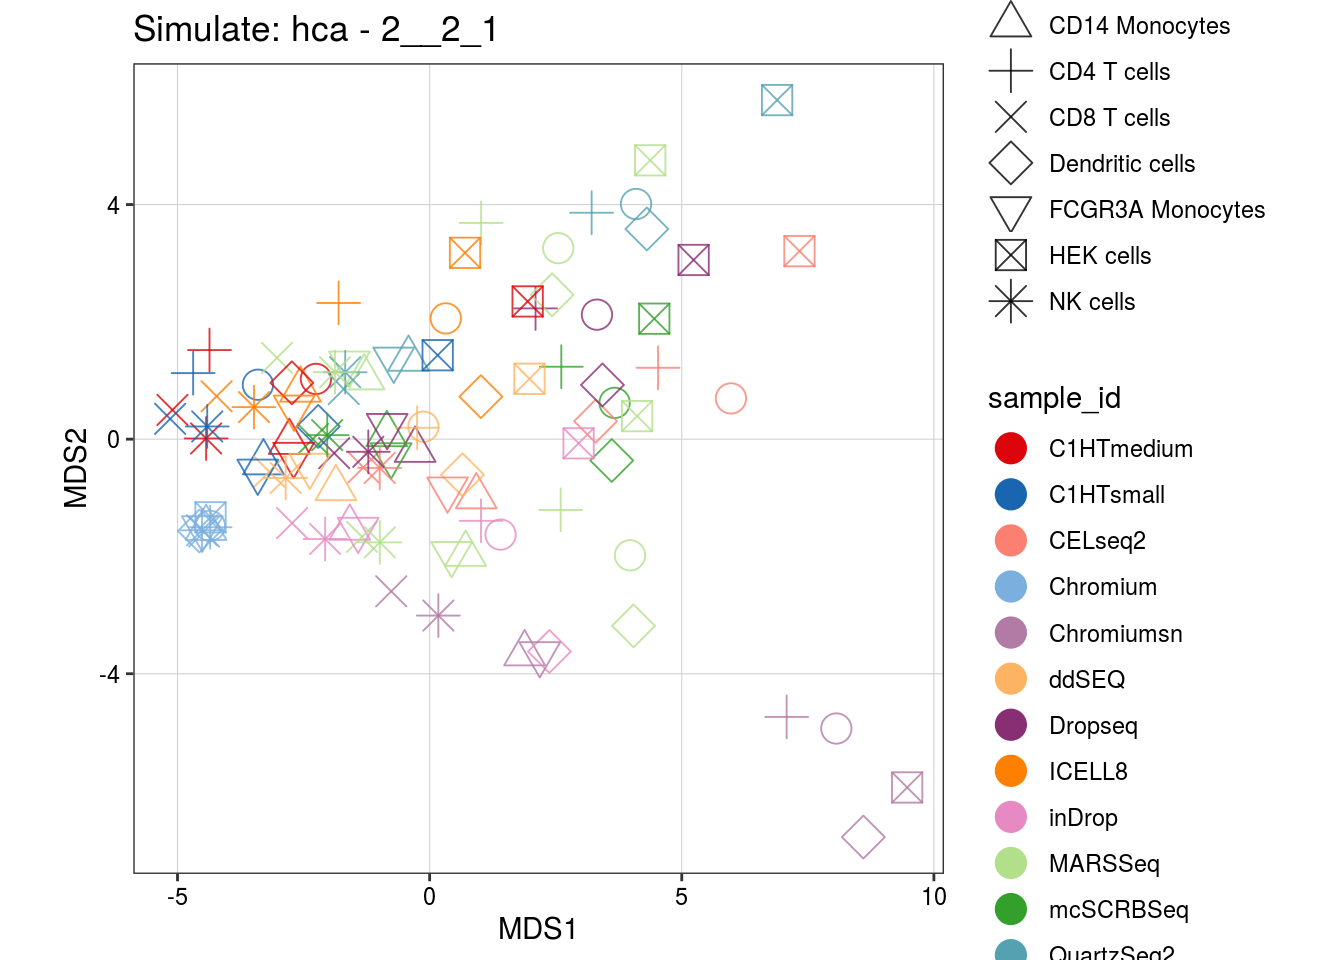 Simulate: hca - 2__2_1
CD14 Monocytes
CD4 T cells
CD8 T cells
Dendritic cells
FCGR3A Monocytes
HEK cells
NK cells
sample_id
C1HTmedium
C1HTsmall
CELseq2
Chromium
Chromiumsn
ddSEQ
Dropseq
ICELL8
inDrop
MARSSeq
mcSCRBSeq
QuartzSeq2
4
0
-4
MDS2
-5 0 5 10
MDS1